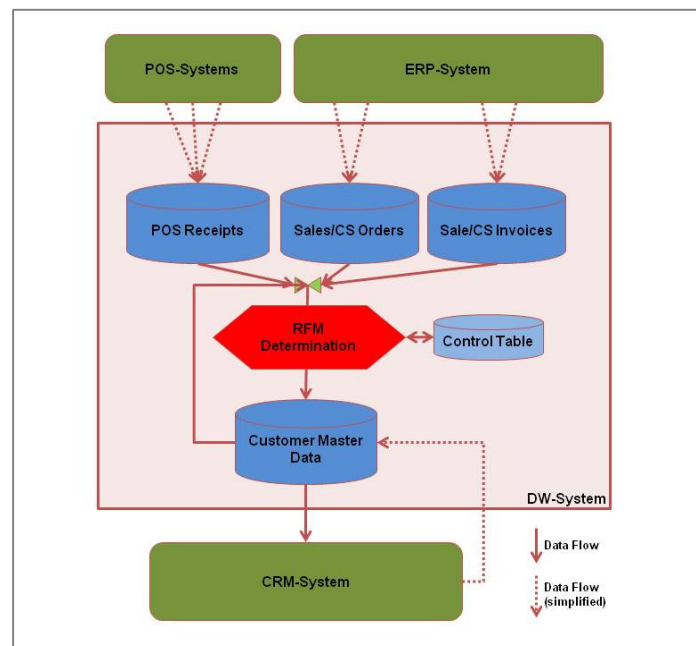 POS-Systems
ERP-System
POS Receipts
Sales/CS Orders
Sale/CS Invoices
RFM
Determination
Control Table
Customer Master
Data
DW-System
CRM-System
Data Flow
Data Flow
(simplified)